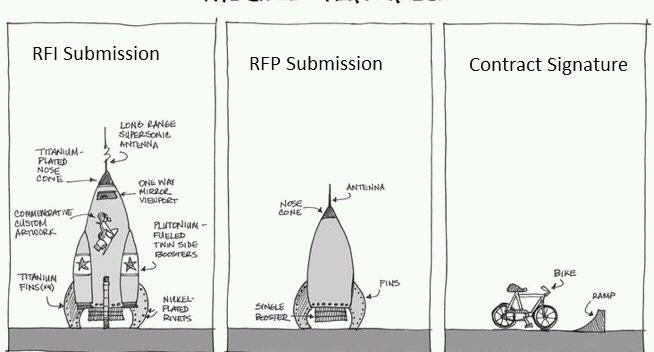 RFI Submission
LONG RANGE
SUPERSONIC
ANTENNA
TITANIUM-
PLATED
NOSE
CONE
ONE WAY
MIRROR
VIEWPORT
COMMEMORATIVE
CUSTOM
ARTWORK
PLUTONIUM-
FUELED
TWIN SIDE
BOOSTERS
TITANIUM
FINS (x4)
NICKEL-
PLATED
RIVETS
RFP Submission
ANTENNA
NOSE
CONE
FINS
SINGLE
BOOSTER
Contract Signature
BIKE
RAMP